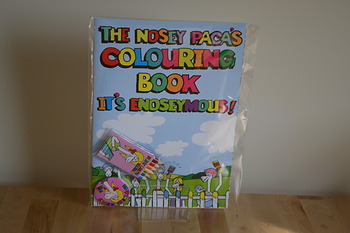 THE NOSEY PACA'S
COLOURING
BOOK
IT'S ENOSEYMOUS!